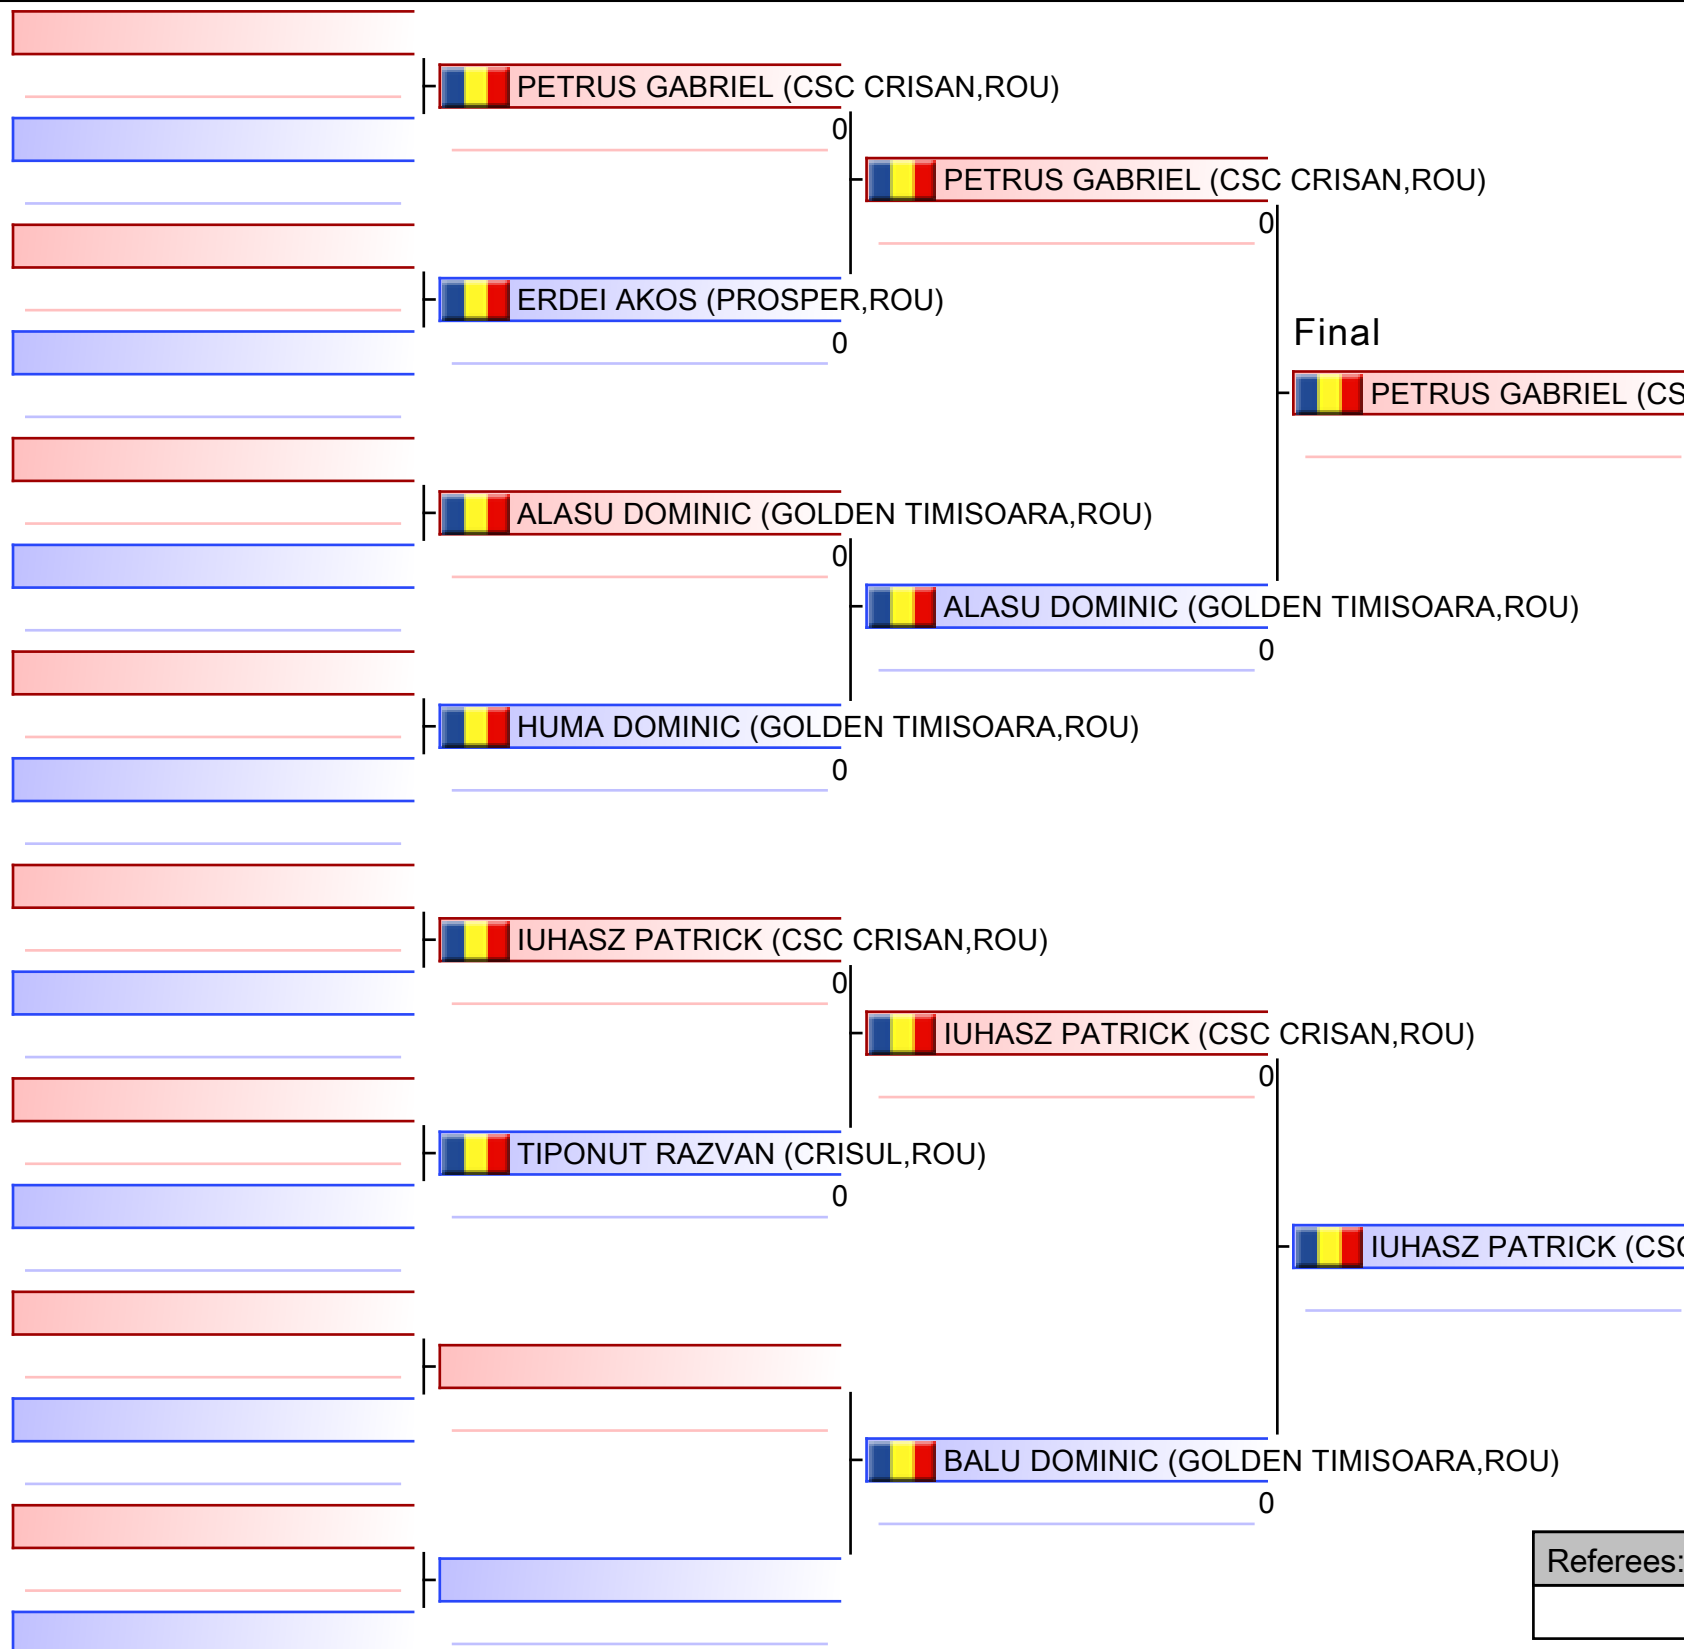 PETRUS GABRIEL (CSC CRISAN,ROU)
0
PETRUS GABRIEL (CSC CRISAN,ROU)
0
ERDEI AKOS (PROSPER,ROU)
0
Final
PETRUS GABRIEL (CS
ALASU DOMINIC (GOLDEN TIMISOARA,ROU)
0
ALASU DOMINIC (GOLDEN TIMISOARA,ROU)
0
HUMA DOMINIC (GOLDEN TIMISOARA,ROU)
0
IUHASZ PATRICK (CSC CRISAN,ROU)
0
IUHASZ PATRICK (CSC CRISAN,ROU)
0
TIPONUT RAZVAN (CRISUL,ROU)
0
IUHASZ PATRICK (CSC
BALU DOMINIC (GOLDEN TIMISOARA,ROU)
0
Referees: